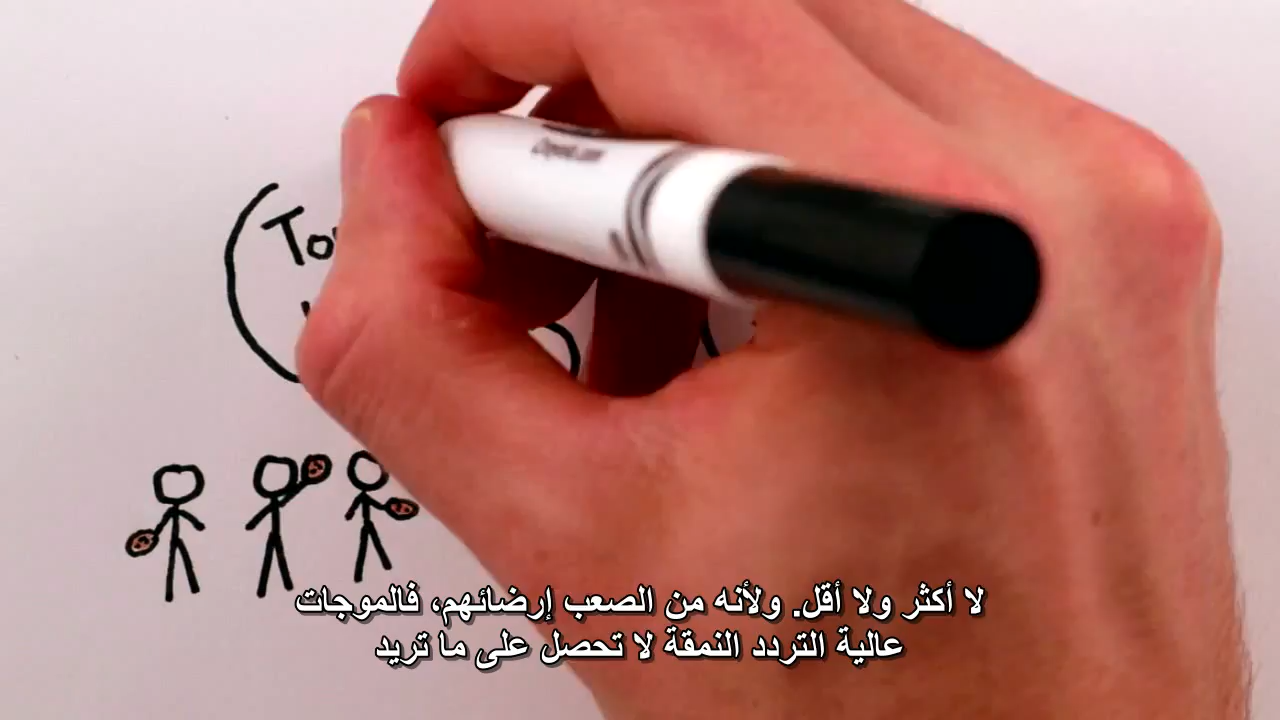 لا أكثر ولا أقل. ولأنه من الصعب إرضائهم، فالموجات
عالية التردد النمقة لا تحصل على ما تريد